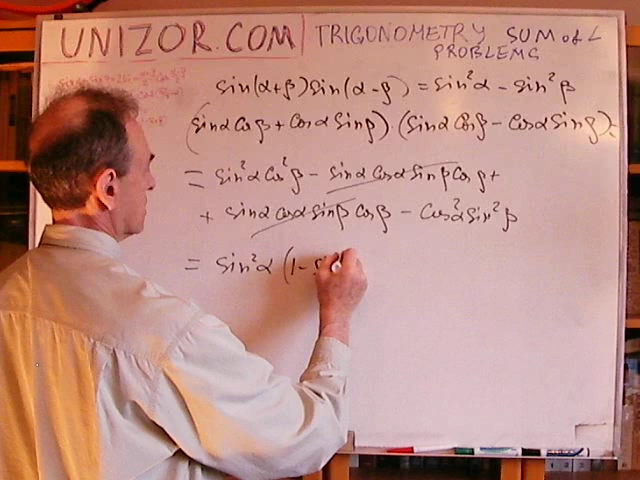 UNIZOR.COM | TRIGONOMETRY SUM of ∠
PROBLEMS
sin(α+β)sin(α-β) = sin²α - sin²β
(sinα cosβ + cosα sinβ)·(sinα cosβ - cosα sinβ)=
= sin²α cos²β - sinα cosα sinβ cosβ +
+ sinα cosα sinβ cosβ - cos²α sin²β
= sin²α (1-s